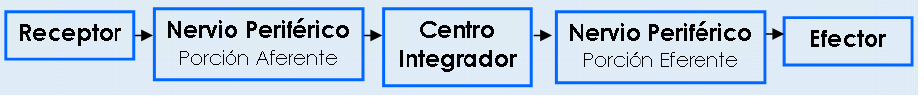 Receptor
Nervio Periférico
Porción Aferente
Centro
Integrador
Nervio Periférico
Porción Eferente
Efector